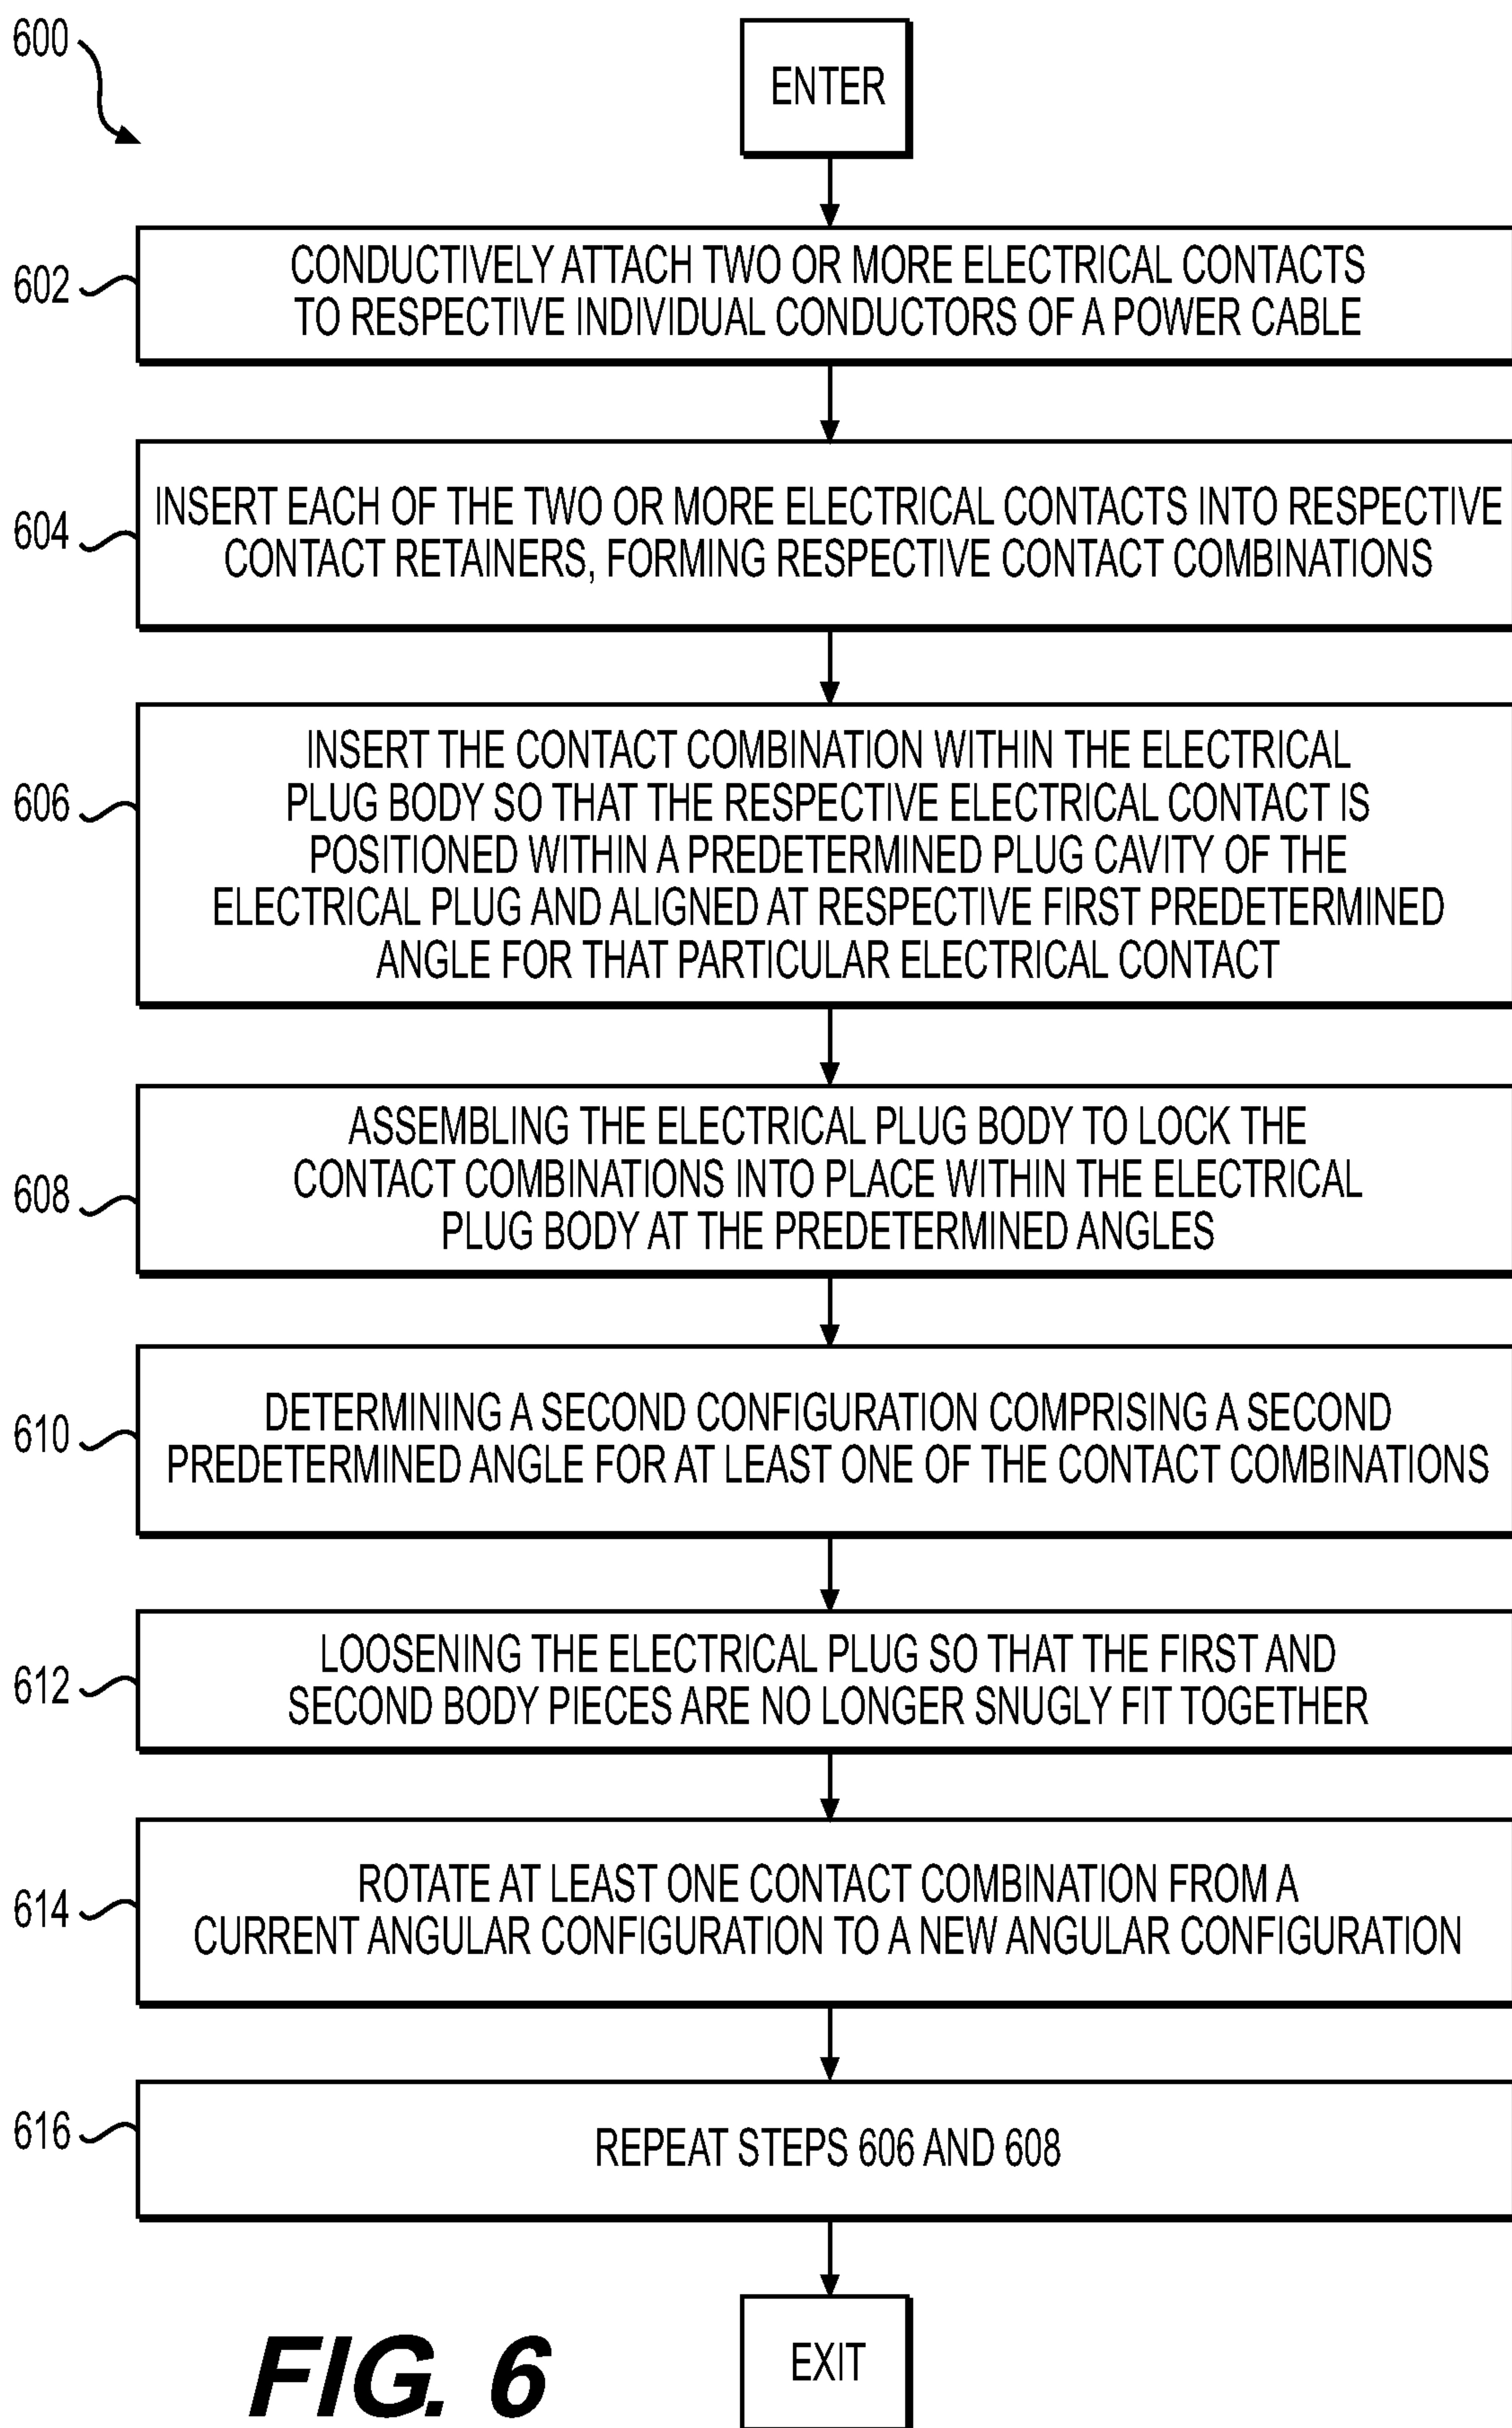 600
ENTER
602
CONDUCTIVELY ATTACH TWO OR MORE ELECTRICAL CONTACTS
TO RESPECTIVE INDIVIDUAL CONDUCTORS OF A POWER CABLE
604
INSERT EACH OF THE TWO OR MORE ELECTRICAL CONTACTS INTO RESPECTIVE
CONTACT RETAINERS, FORMING RESPECTIVE CONTACT COMBINATIONS
606
INSERT THE CONTACT COMBINATION WITHIN THE ELECTRICAL
PLUG BODY SO THAT THE RESPECTIVE ELECTRICAL CONTACT IS
POSITIONED WITHIN A PREDETERMINED PLUG CAVITY OF THE
ELECTRICAL PLUG AND ALIGNED AT RESPECTIVE FIRST PREDETERMINED
ANGLE FOR THAT PARTICULAR ELECTRICAL CONTACT
608
ASSEMBLING THE ELECTRICAL PLUG BODY TO LOCK THE
CONTACT COMBINATIONS INTO PLACE WITHIN THE ELECTRICAL
PLUG BODY AT THE PREDETERMINED ANGLES
610
DETERMINING A SECOND CONFIGURATION COMPRISING A SECOND
PREDETERMINED ANGLE FOR AT LEAST ONE OF THE CONTACT COMBINATIONS
612
LOOSENING THE ELECTRICAL PLUG SO THAT THE FIRST AND
SECOND BODY PIECES ARE NO LONGER SNUGLY FIT TOGETHER
614
ROTATE AT LEAST ONE CONTACT COMBINATION FROM A
CURRENT ANGULAR CONFIGURATION TO A NEW ANGULAR CONFIGURATION
616
REPEAT STEPS 606 AND 608
EXIT
FIG. 6